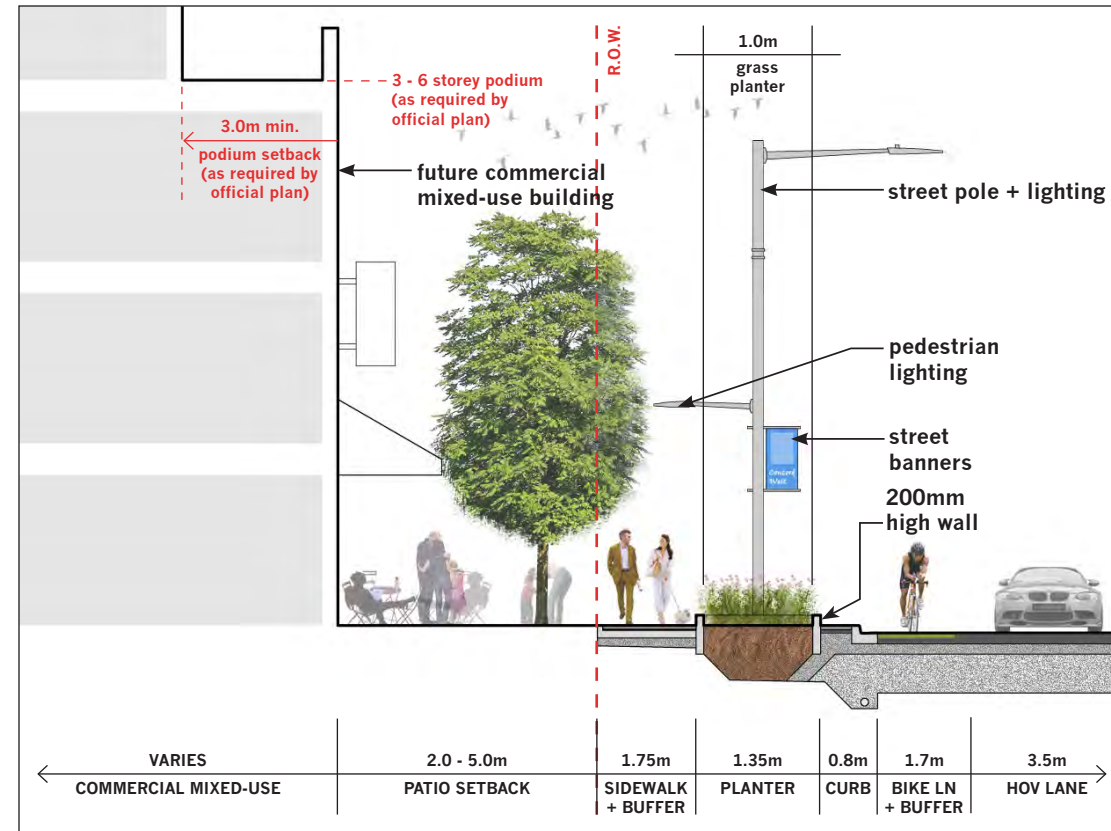 R.O.W.
1.0m
grass
planter
3 - 6 storey podium
(as required by
official plan)
3.0m min.
podium setback
(as required by
official plan)
future commercial
mixed-use building
street pole + lighting
pedestrian
lighting
street
banners
Concord
West
200mm
high wall
VARIES
COMMERCIAL MIXED-USE
2.0 - 5.0m
PATIO SETBACK
1.75m
SIDEWALK
+ BUFFER
1.35m
PLANTER
0.8m
CURB
1.7m
BIKE LN
+ BUFFER
3.5m
HOV LANE